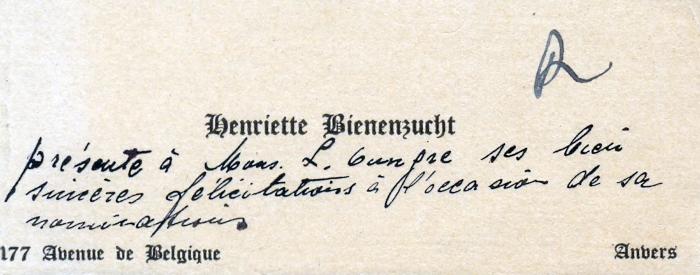 R
Henriette Bienenzucht
présente à Mons. L. ses bien
sincères félicitations à l'occasion de sa
nomination
177 Avenue de Belgique Anvers